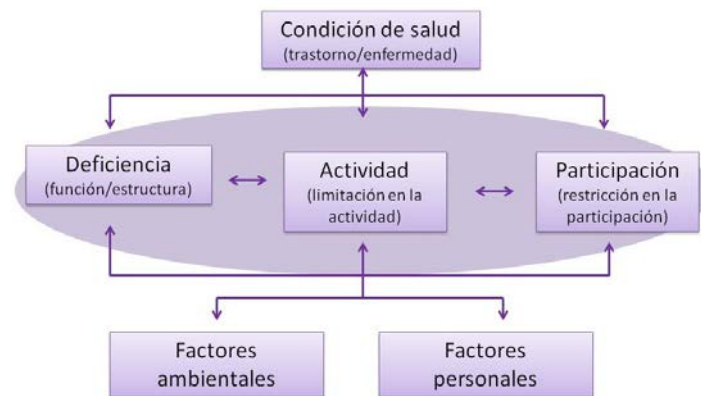 Condición de salud
(trastorno/enfermedad)
Deficiencia
(función/estructura)
Actividad
(limitación en la
actividad)
Participación
(restricción en la
participación)
Factores
ambientales
Factores
personales